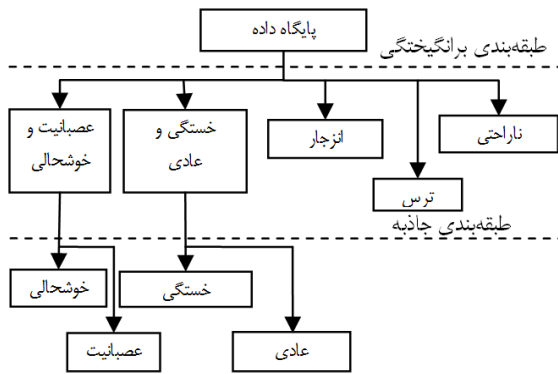 پایگاه داده
طبقه‌بندی برانگیختگی
ناراحتی
انزجار
خستگی و
عادی
عصبانیت و
خوشحالی
ترس
طبقه‌بندی جاذبه
خستگی
خوشحالی
عادی
عصبانیت